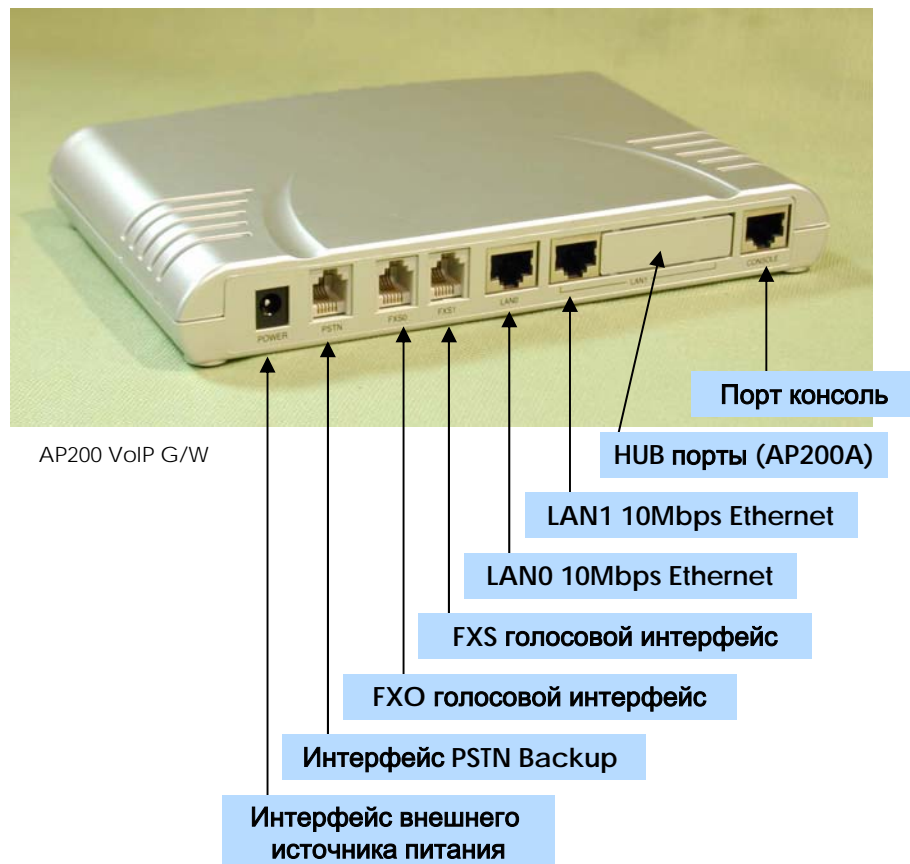 POWER
PSTN
FXS0
FXS1
LAN0
LAN1
CONSOLE
Порт консоль
AP200 VoIP G/W
HUB порты (AP200A)
LAN1 10Mbps Ethernet
LAN0 10Mbps Ethernet
FXS голосовой интерфейс
FXO голосовой интерфейс
Интерфейс PSTN Backup
Интерфейс внешнего
источника питания